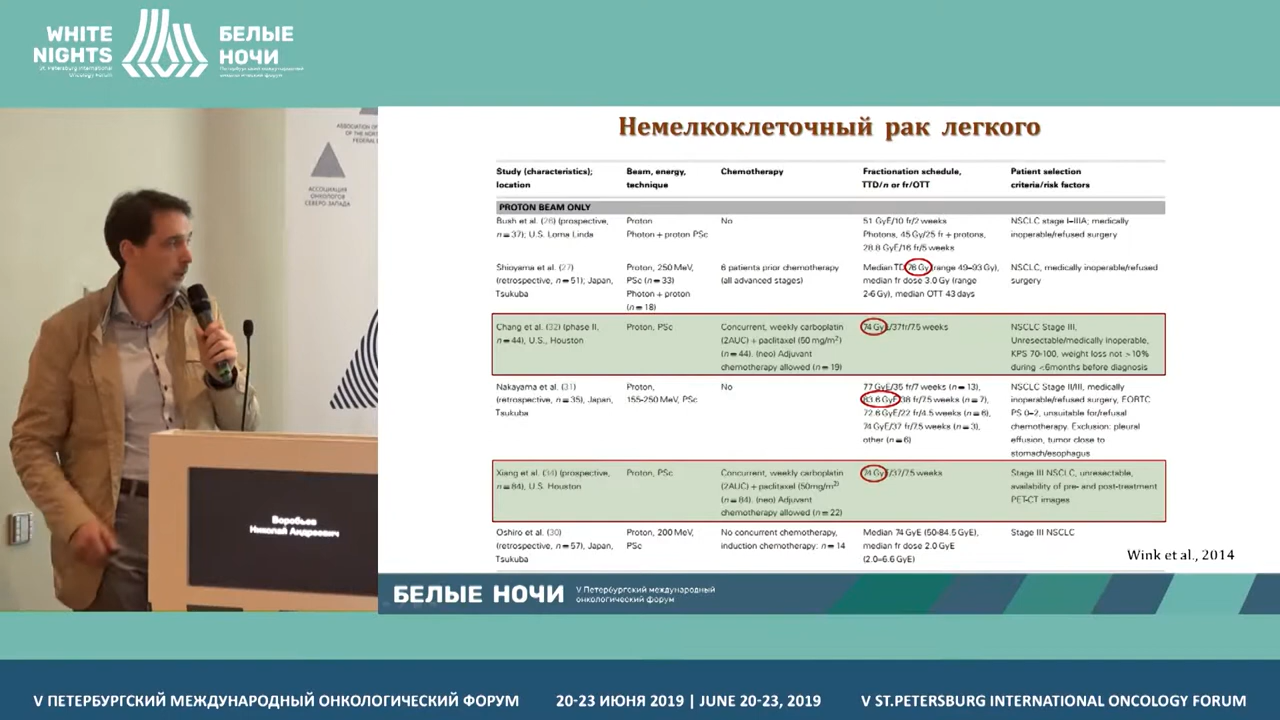 WHITE
NIGHTS
St. Petersburg International
Oncology Forum
БЕЛЫЕ
НОЧИ
Петербургский международный
онкологический форум
ASSOCIATION OF
OF THE NOR
FEDERAL
АССОЦИАЦИЯ
ОНКОЛОГОВ
СЕВЕРО-ЗАПАДА
Воробьев
Николай Андреевич
Немелкоклеточный рак легкого
Study (characteristics); location
Beam, energy, technique
Chemotherapy
Fractionation schedule, TTD/n or fr/OTT
Patient selection criteria/risk factors
PROTON BEAM ONLY
Bush et al. (26) (prospective, n=37); U.S. Loma Linda
Proton
Photon + proton PSc
No
51 GyE/10 fr/2 weeks
Photons, 45 Gy/25 fr + protons, 28.8 GyE/16 fr/5 weeks
NSCLC stage I–IIIA; medically inoperable/refused surgery
Shioyama et al. (27) (retrospective, n=51); Japan, Tsukuba
Proton, 250 MeV, PSc (n=33)
Photon + proton (n=18)
6 patients prior chemotherapy (all advanced stages)
Median TD 76 Gy (range 49–93 Gy), median fr dose 3.0 Gy (range 2-6 Gy), median OTT 43 days
NSCLC, medically inoperable/refused surgery
Chang et al. (32) (phase II, n=44), U.S., Houston
Proton, PSc
Concurrent, weekly carboplatin (2AUC) + paclitaxel (50 mg/m²) (n=44). (neo) Adjuvant chemotherapy allowed (n=19)
74 GyE/37fr/7.5 weeks
NSCLC Stage III, Unresectable/medically Inoperable, KPS 70-100, weight loss not >10% during <6months before diagnosis
Nakayama et al. (31) (retrospective, n=35), Japan, Tsukuba
Proton, 155-250 MeV, PSc
No
77 GyE/35 fr/7 weeks (n=13), 83.6 GyE/38 fr/7.5 weeks (n=7), 72.6 GyE/22 fr/4.5 weeks (n=6), 74 GyE/37 fr/7.5 weeks (n=3), other (n=6)
NSCLC Stage II/III, medically inoperable/refused surgery, EORTC PS 0–2, unsuitable for/refusal chemotherapy. Exclusion: pleural effusion, tumor close to stomach/esophagus
Xiang et al. (34) (prospective, n=84), U.S. Houston
Proton, PSc
Concurrent, weekly carboplatin (2AUC) + paclitaxel (50mg/m²) (n=84). (neo) Adjuvant chemotherapy allowed (n=22)
74 GyE/37/7.5 weeks
Stage III NSCLC, unresectable, availability of pre- and post-treatment PET-CT images
Oshiro et al. (30) (retrospective, n=57), Japan, Tsukuba
Proton, 200 MeV, PSc
No concurrent chemotherapy, induction chemotherapy: n=14
Median 74 GyE (50-84.5 GyE), median fr dose 2.0 GyE (2.0–6.6 GyE)
Stage III NSCLC
Wink et al., 2014
БЕЛЫЕ НОЧИ
V Петербургский международный
онкологический форум
V ПЕТЕРБУРГСКИЙ МЕЖДУНАРОДНЫЙ ОНКОЛОГИЧЕСКИЙ ФОРУМ
20-23 ИЮНЯ 2019 | JUNE 20-23, 2019
V ST.PETERSBURG INTERNATIONAL ONCOLOGY FORUM